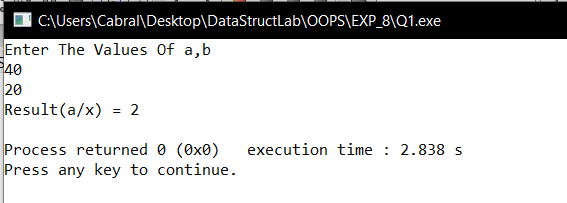 C:\Users\Cabral\Desktop\DataStructLab\OOPS\EXP_8\Q1.exe
Enter The Values Of a,b
40
20
Result(a/x) = 2
Process returned 0 (0x0)   execution time : 2.838 s
Press any key to continue.